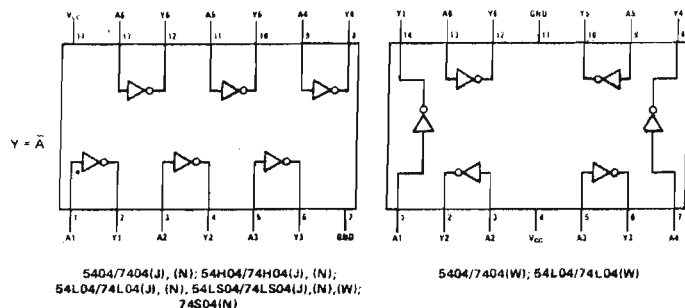 Vcc A6 Y6 A5 Y5 A4 Y4
14 13 12 11 10 9 8
Y = A̅
1 2 3 4 5 6 7
A1 Y1 A2 Y2 A3 Y3 GND
5404/7404(J), (N); 54H04/74H04(J), (N);
54L04/74L04(J), (N), 54LS04/74LS04(J),(N),(W);
74S04(N)
Y1 A6 Y6 GND Y5 A5 Y4
14 13 12 11 10 9 8
1 2 3 4 5 6 7
A1 Y2 A2 VCC A3 Y3 A4
5404/7404(W); 54L04/74L04(W)